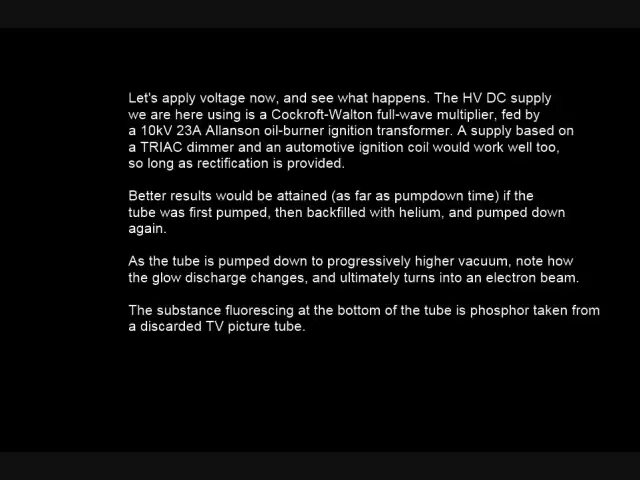 Let's apply voltage now, and see what happens. The HV DC supply
we are here using is a Cockroft-Walton full-wave multiplier, fed by
a 10kV 23A Allanson oil-burner ignition transformer. A supply based on
a TRIAC dimmer and an automotive ignition coil would work well too,
so long as rectification is provided.
Better results would be attained (as far as pumpdown time) if the
tube was first pumped, then backfilled with helium, and pumped down
again.
As the tube is pumped down to progressively higher vacuum, note how
the glow discharge changes, and ultimately turns into an electron beam.
The substance fluorescing at the bottom of the tube is phosphor taken from
a discarded TV picture tube.